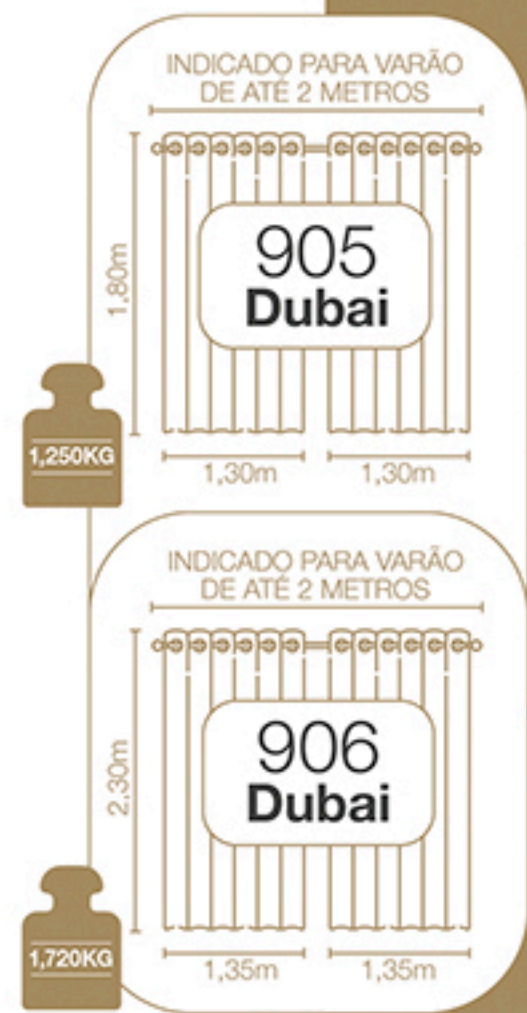 INDICADO PARA VARÃO
DE ATÉ 2 METROS
1,80m
905
Dubai
1,250KG
1,30m
1,30m
INDICADO PARA VARÃO
DE ATÉ 2 METROS
2,30m
906
Dubai
1,720KG
1,35m
1,35m